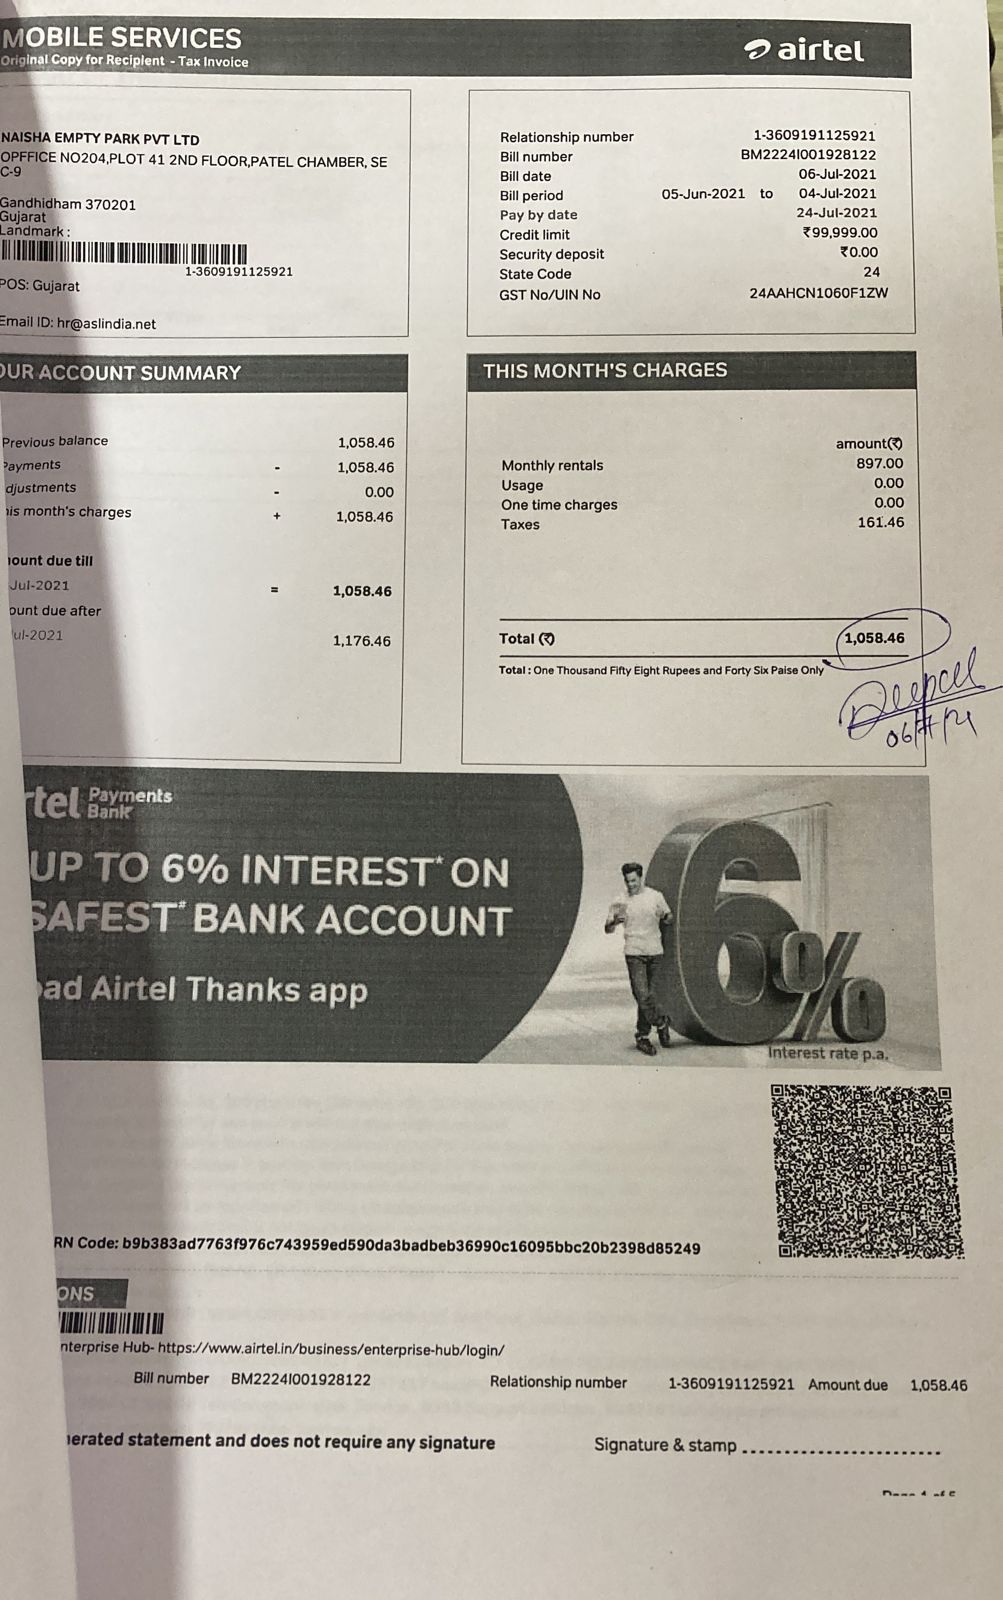 MOBILE SERVICES
Original Copy for Recipient - Tax Invoice
airtel
NAISHA EMPTY PARK PVT LTD
OPFFICE NO204,PLOT 41 2ND FLOOR,PATEL CHAMBER, SE
C-9
Gandhidham 370201
Gujarat
Landmark :
1-3609191125921
POS: Gujarat
Email ID: hr@aslindia.net
Relationship number 1-3609191125921
Bill number BM2224I001928122
Bill date 06-Jul-2021
Bill period 05-Jun-2021 to 04-Jul-2021
Pay by date 24-Jul-2021
Credit limit ₹99,999.00
Security deposit ₹0.00
State Code 24
GST No/UIN No 24AAHCN1060F1ZW
OUR ACCOUNT SUMMARY
Previous balance 1,058.46
Payments - 1,058.46
djustments - 0.00
his month's charges + 1,058.46
nount due till
Jul-2021 = 1,058.46
ount due after
ul-2021 1,176.46
THIS MONTH'S CHARGES
amount(₹)
Monthly rentals 897.00
Usage 0.00
One time charges 0.00
Taxes 161.46
Total (₹) 1,058.46
Total : One Thousand Fifty Eight Rupees and Forty Six Paise Only
06/7/21
rtel Payments
Bank
UP TO 6% INTEREST* ON
SAFEST# BANK ACCOUNT
ad Airtel Thanks app
6%
Interest rate p.a.
RN Code: b9b383ad7763f976c743959ed590da3badbeb36990c16095bbc20b2398d85249
ONS
nterprise Hub- https://www.airtel.in/business/enterprise-hub/login/
Bill number BM2224I001928122 Relationship number 1-3609191125921 Amount due 1,058.46
nerated statement and does not require any signature
Signature & stamp